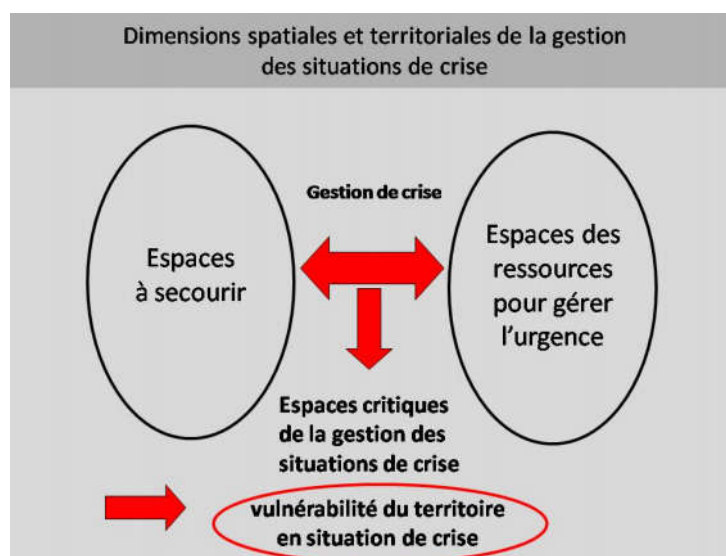 Dimensions spatiales et territoriales de la gestion
des situations de crise
Gestion de crise
Espaces
à secourir
Espaces des
ressources
pour gérer
l'urgence
Espaces critiques
de la gestion des
situations de crise
vulnérabilité du territoire
en situation de crise